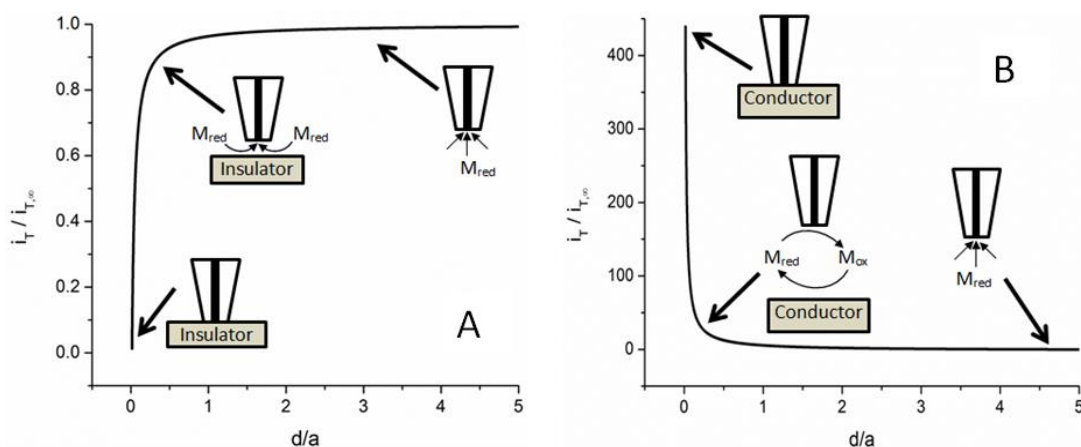 1.0
0.8
0.6
0.4
0.2
0.0
i_T / i_T,∞
0 1 2 3 4 5
d/a
M_red M_red
Insulator
M_red
Insulator
A
400
300
200
100
0
i_T / i_T,∞
0 1 2 3 4 5
d/a
Conductor
B
M_red M_ox
Conductor
M_red